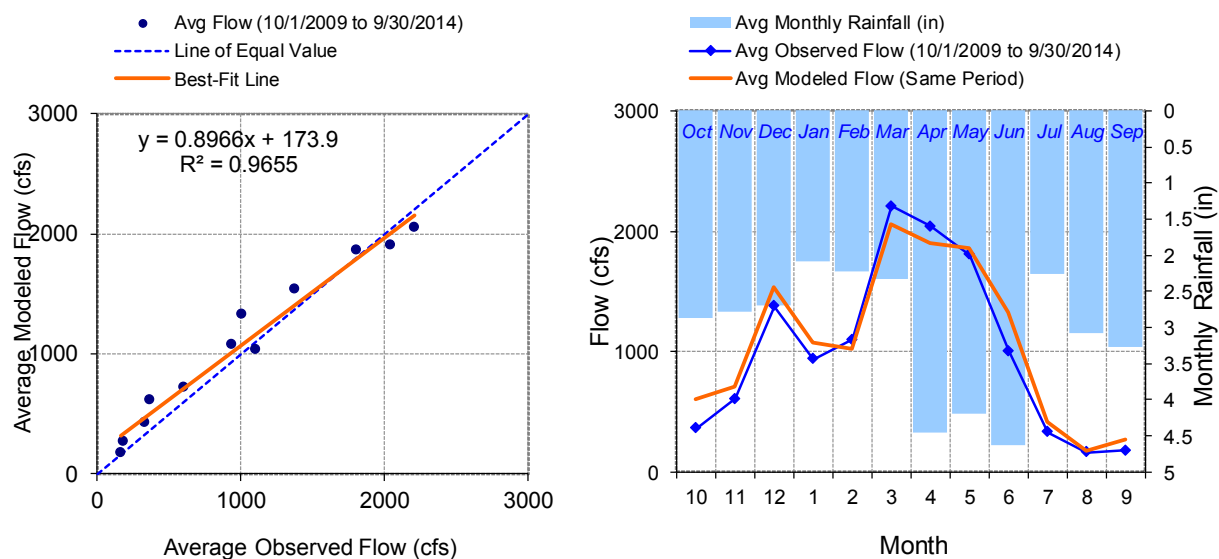 Avg Flow (10/1/2009 to 9/30/2014)
Line of Equal Value
Best-Fit Line
3000
2000
1000
0
Average Modeled Flow (cfs)
y = 0.8966x + 173.9
R² = 0.9655
0 1000 2000 3000
Average Observed Flow (cfs)
Avg Monthly Rainfall (in)
Avg Observed Flow (10/1/2009 to 9/30/2014)
Avg Modeled Flow (Same Period)
3000
2000
1000
0
Flow (cfs)
Oct Nov Dec Jan Feb Mar Apr May Jun Jul Aug Sep
0
0.5
1
1.5
2
2.5
3
3.5
4
4.5
5
Monthly Rainfall (in)
10 11 12 1 2 3 4 5 6 7 8 9
Month